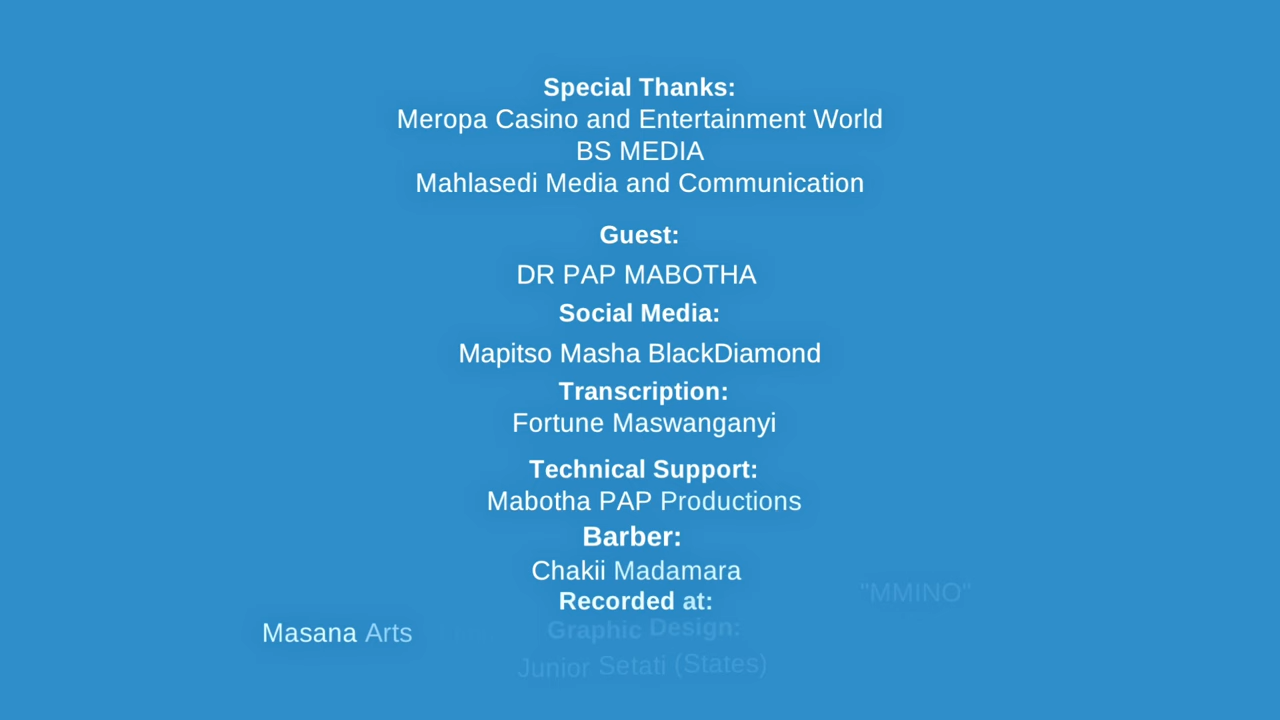 Special Thanks:
Meropa Casino and Entertainment World
BS MEDIA
Mahlasedi Media and Communication
Guest:
DR PAP MABOTHA
Social Media:
Mapitso Masha BlackDiamond
Transcription:
Fortune Maswanganyi
Technical Support:
Mabotha PAP Productions
Barber:
Chakii Madamara
Recorded at:
Masana Arts "MMINO"
Graphic Design:
Junior Setati (States)